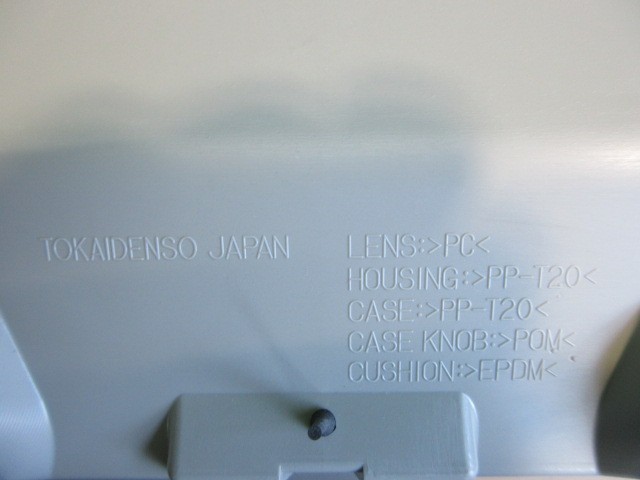 TOKAIDENSO JAPAN
LENS:>PC<
HOUSING:>PP-T20<
CASE:>PP-T20<
CASE KNOB:>POM<
CUSHION:>EPDM<